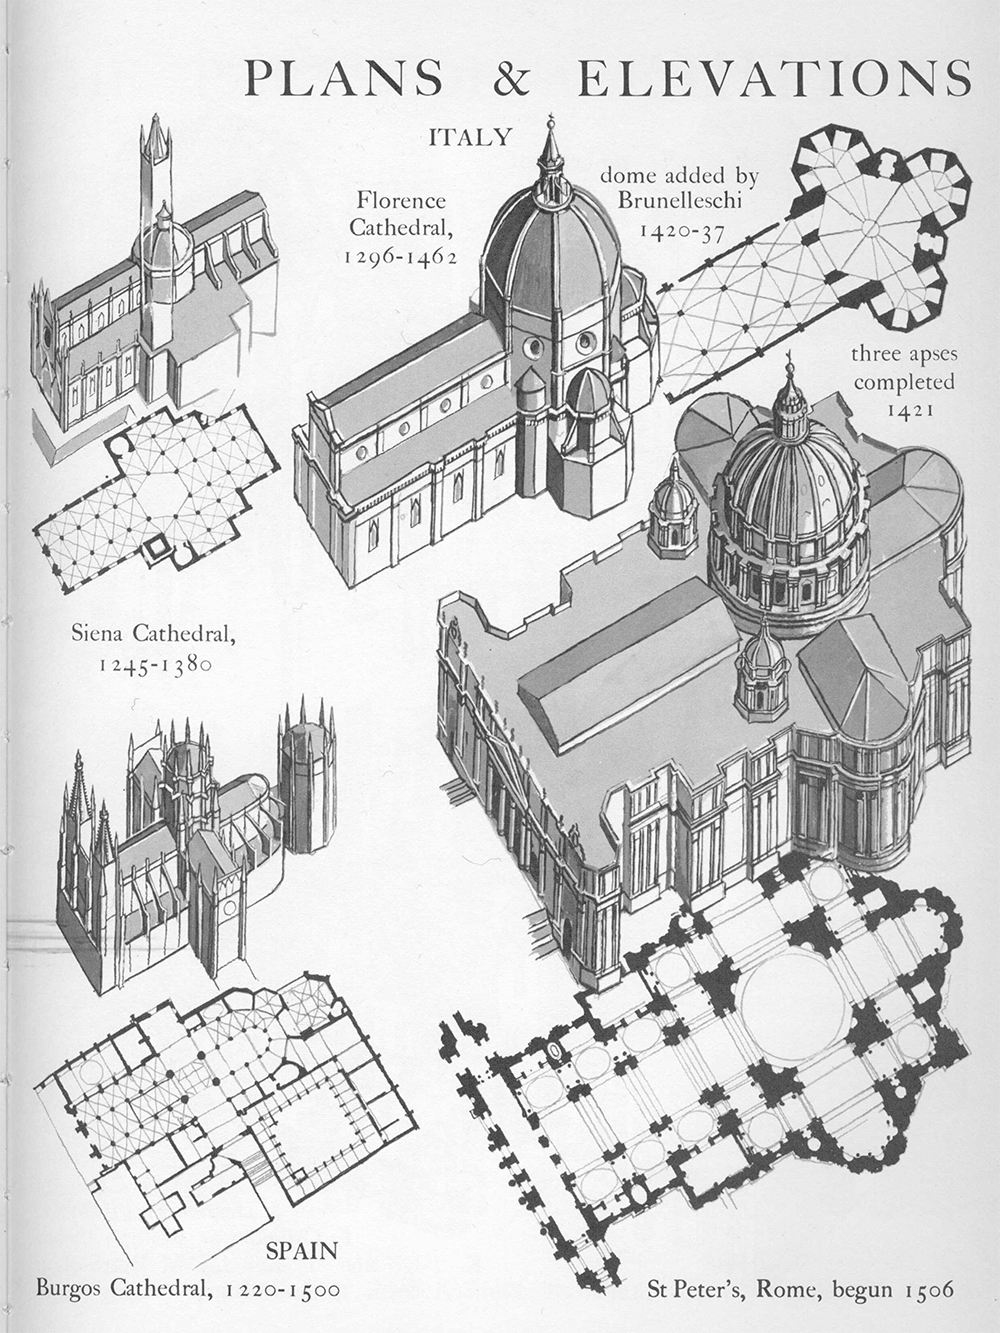 PLANS & ELEVATIONS
ITALY
Florence
Cathedral,
1296-1462
dome added by
Brunelleschi
1420-37
three apses
completed
1421
Siena Cathedral,
1245-1380
SPAIN
Burgos Cathedral, 1220-1500
St Peter's, Rome, begun 1506